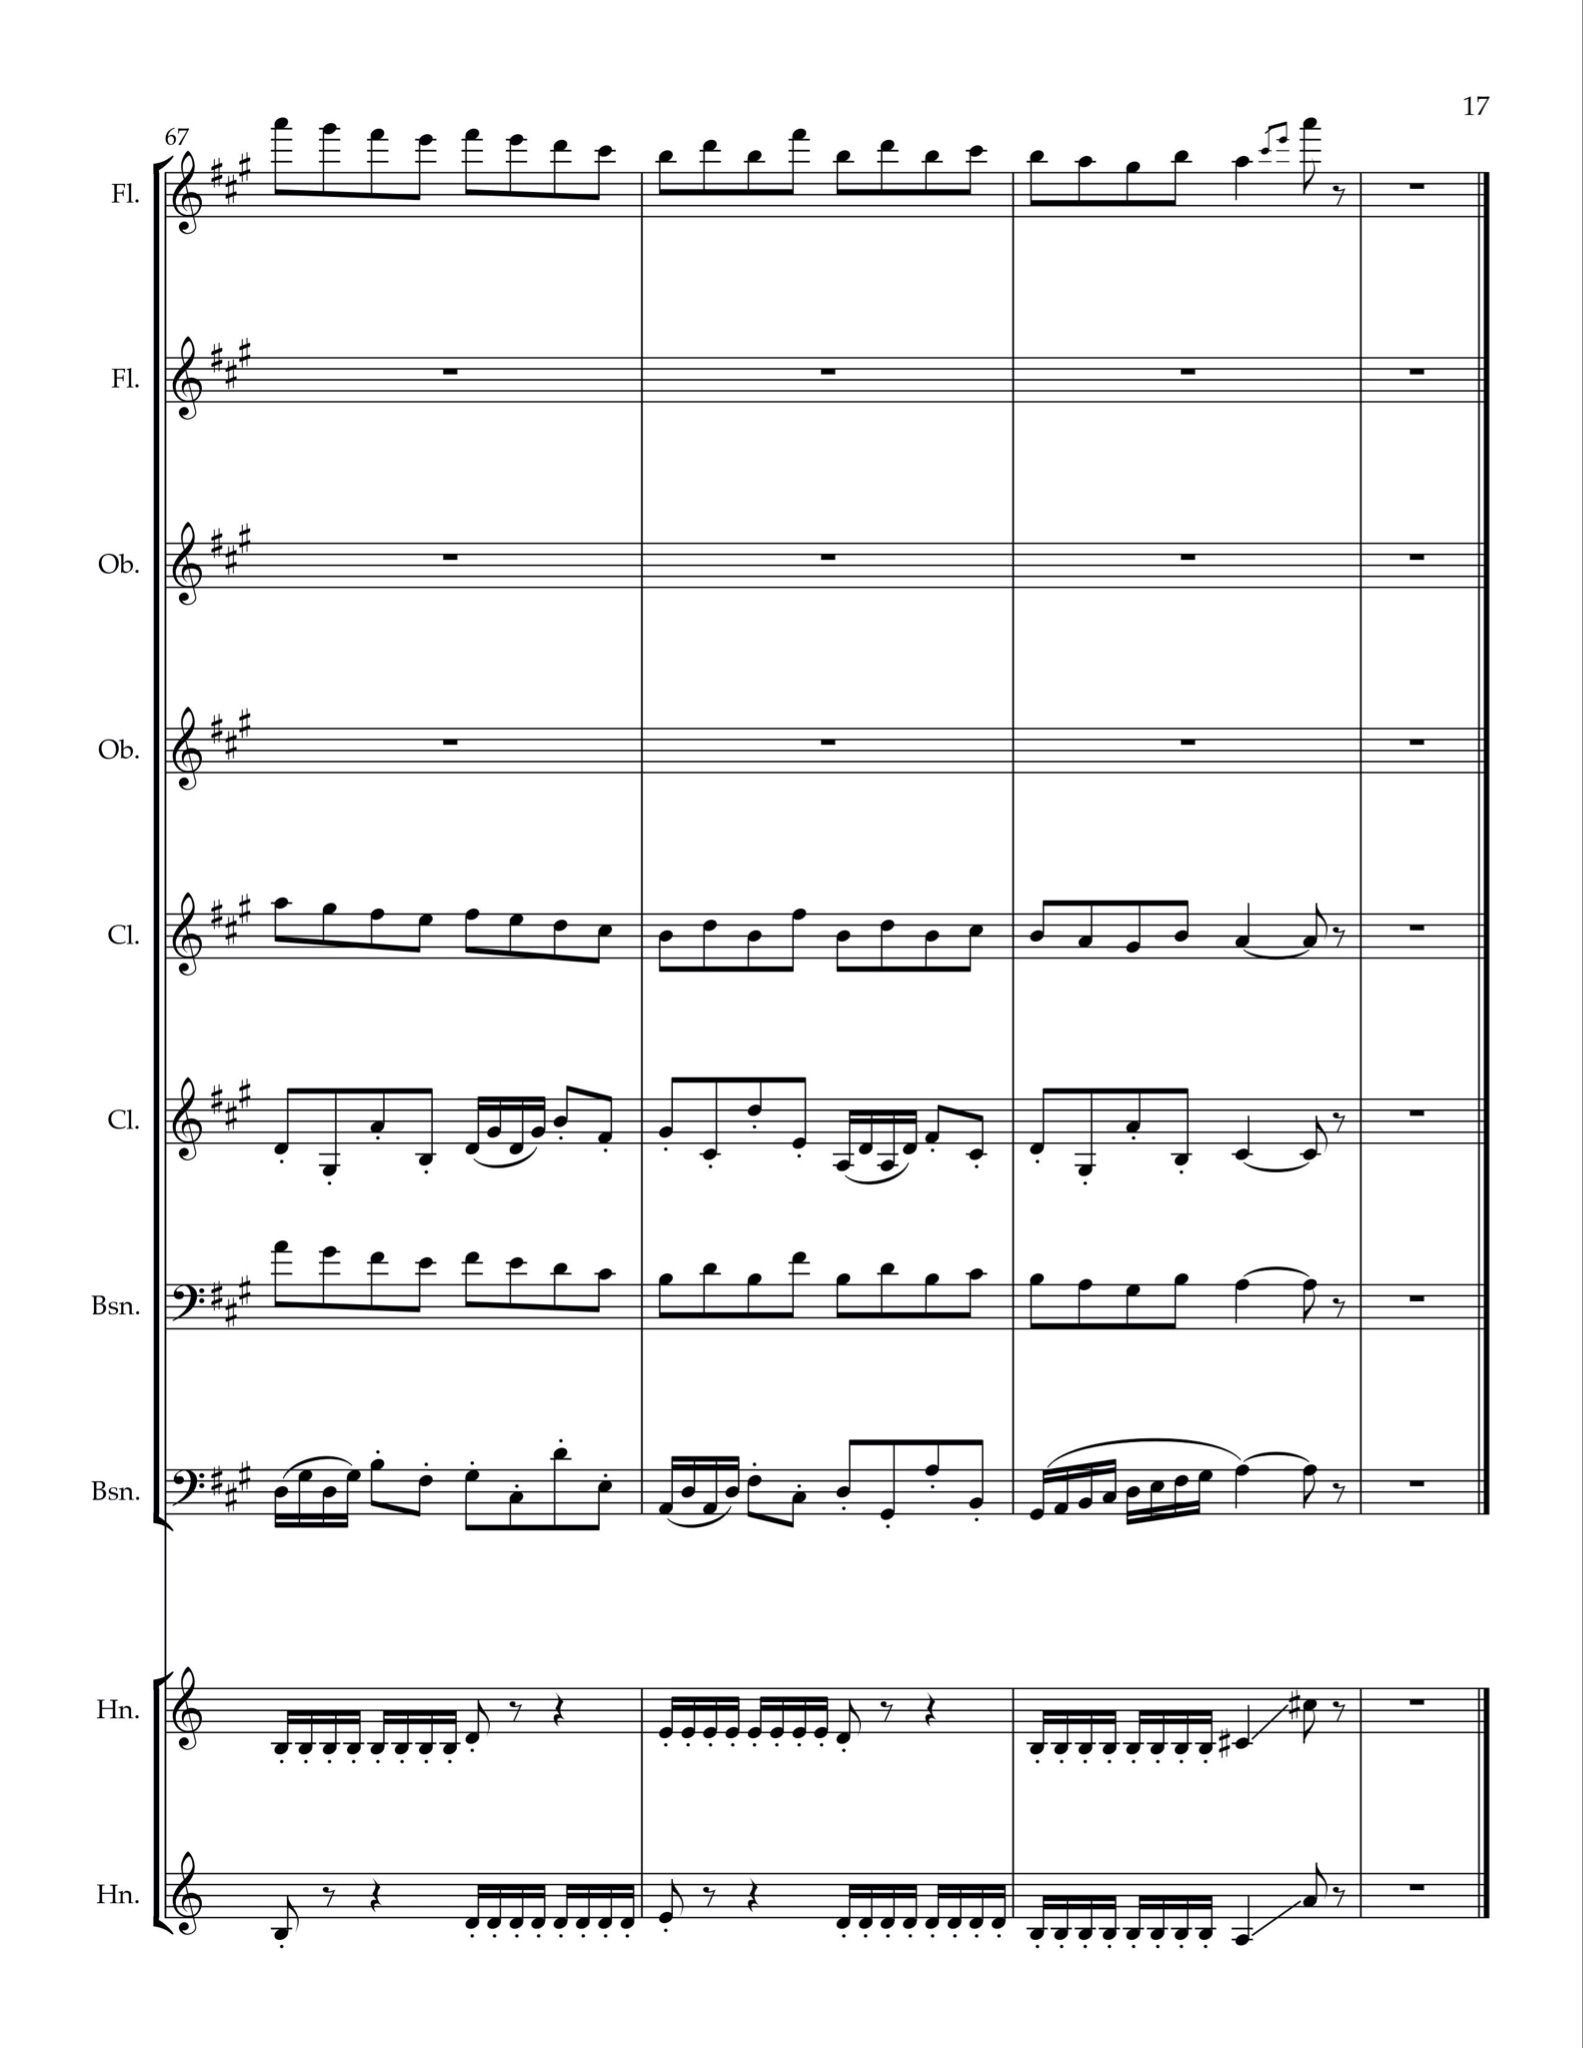 17
67
Fl.
Fl.
Ob.
Ob.
Cl.
Cl.
Bsn.
Bsn.
Hn.
Hn.